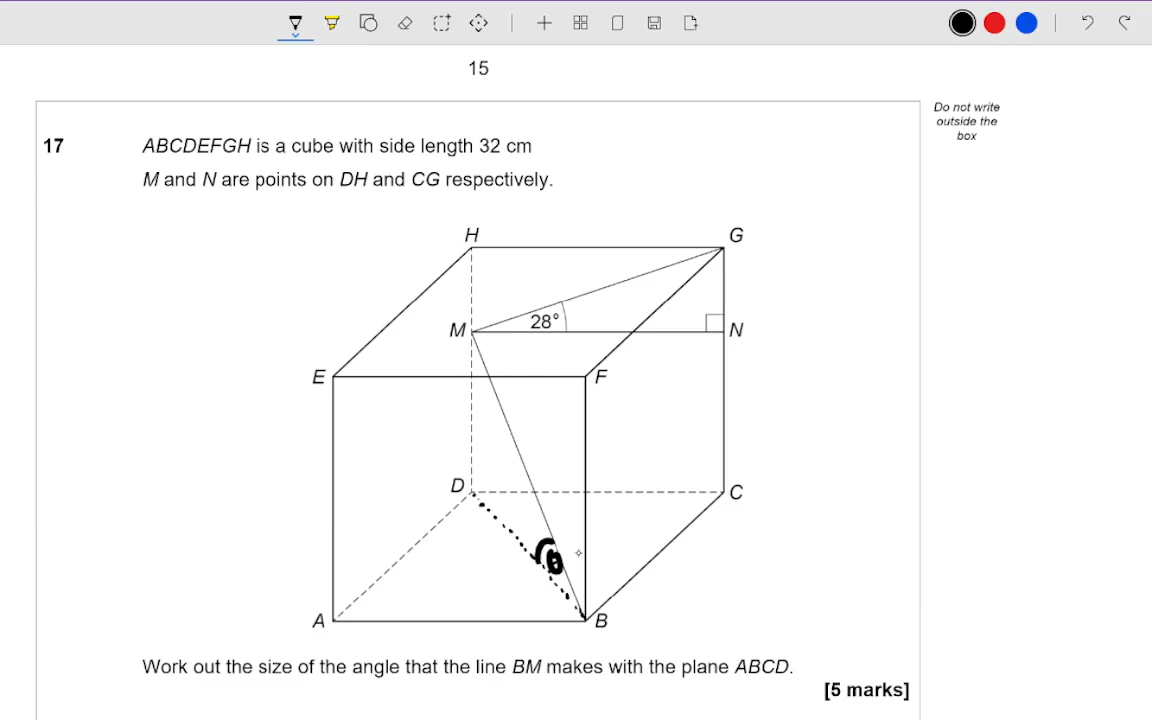 15
Do not write
outside the
box
17 ABCDEFGH is a cube with side length 32 cm
M and N are points on DH and CG respectively.
H G
M 28° N
E F
D C
A B
Work out the size of the angle that the line BM makes with the plane ABCD.
[5 marks]